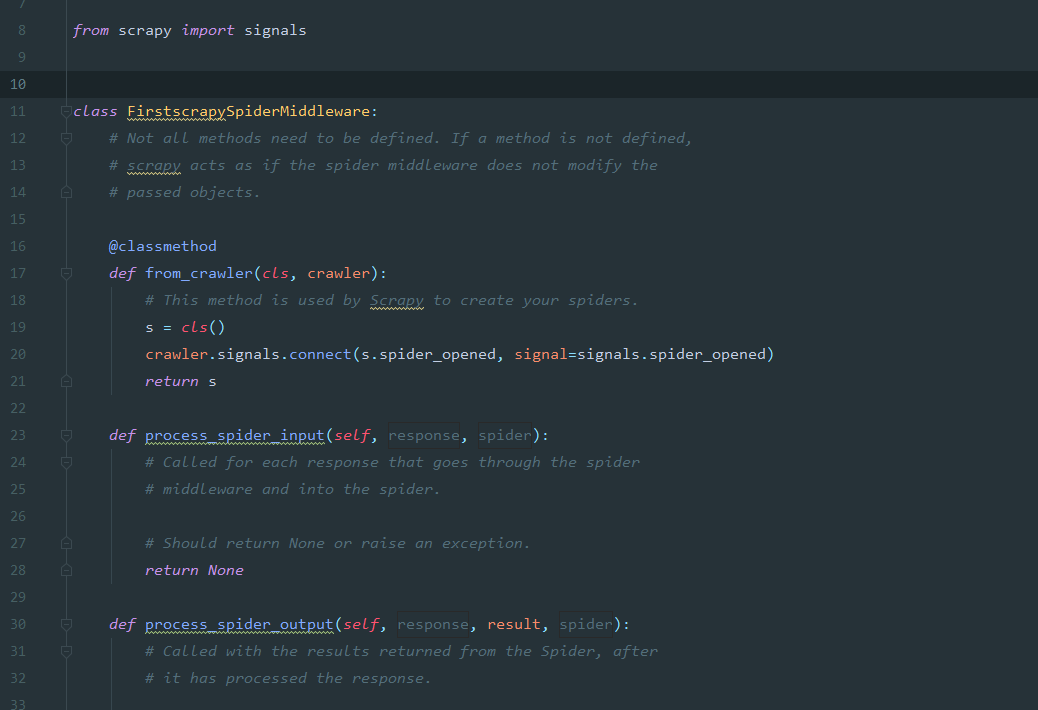 7
8 from scrapy import signals
9
10
11 class FirstscrapySpiderMiddleware:
12 # Not all methods need to be defined. If a method is not defined,
13 # scrapy acts as if the spider middleware does not modify the
14 # passed objects.
15
16 @classmethod
17 def from_crawler(cls, crawler):
18 # This method is used by Scrapy to create your spiders.
19 s = cls()
20 crawler.signals.connect(s.spider_opened, signal=signals.spider_opened)
21 return s
22
23 def process_spider_input(self, response, spider):
24 # Called for each response that goes through the spider
25 # middleware and into the spider.
26
27 # Should return None or raise an exception.
28 return None
29
30 def process_spider_output(self, response, result, spider):
31 # Called with the results returned from the Spider, after
32 # it has processed the response.
33